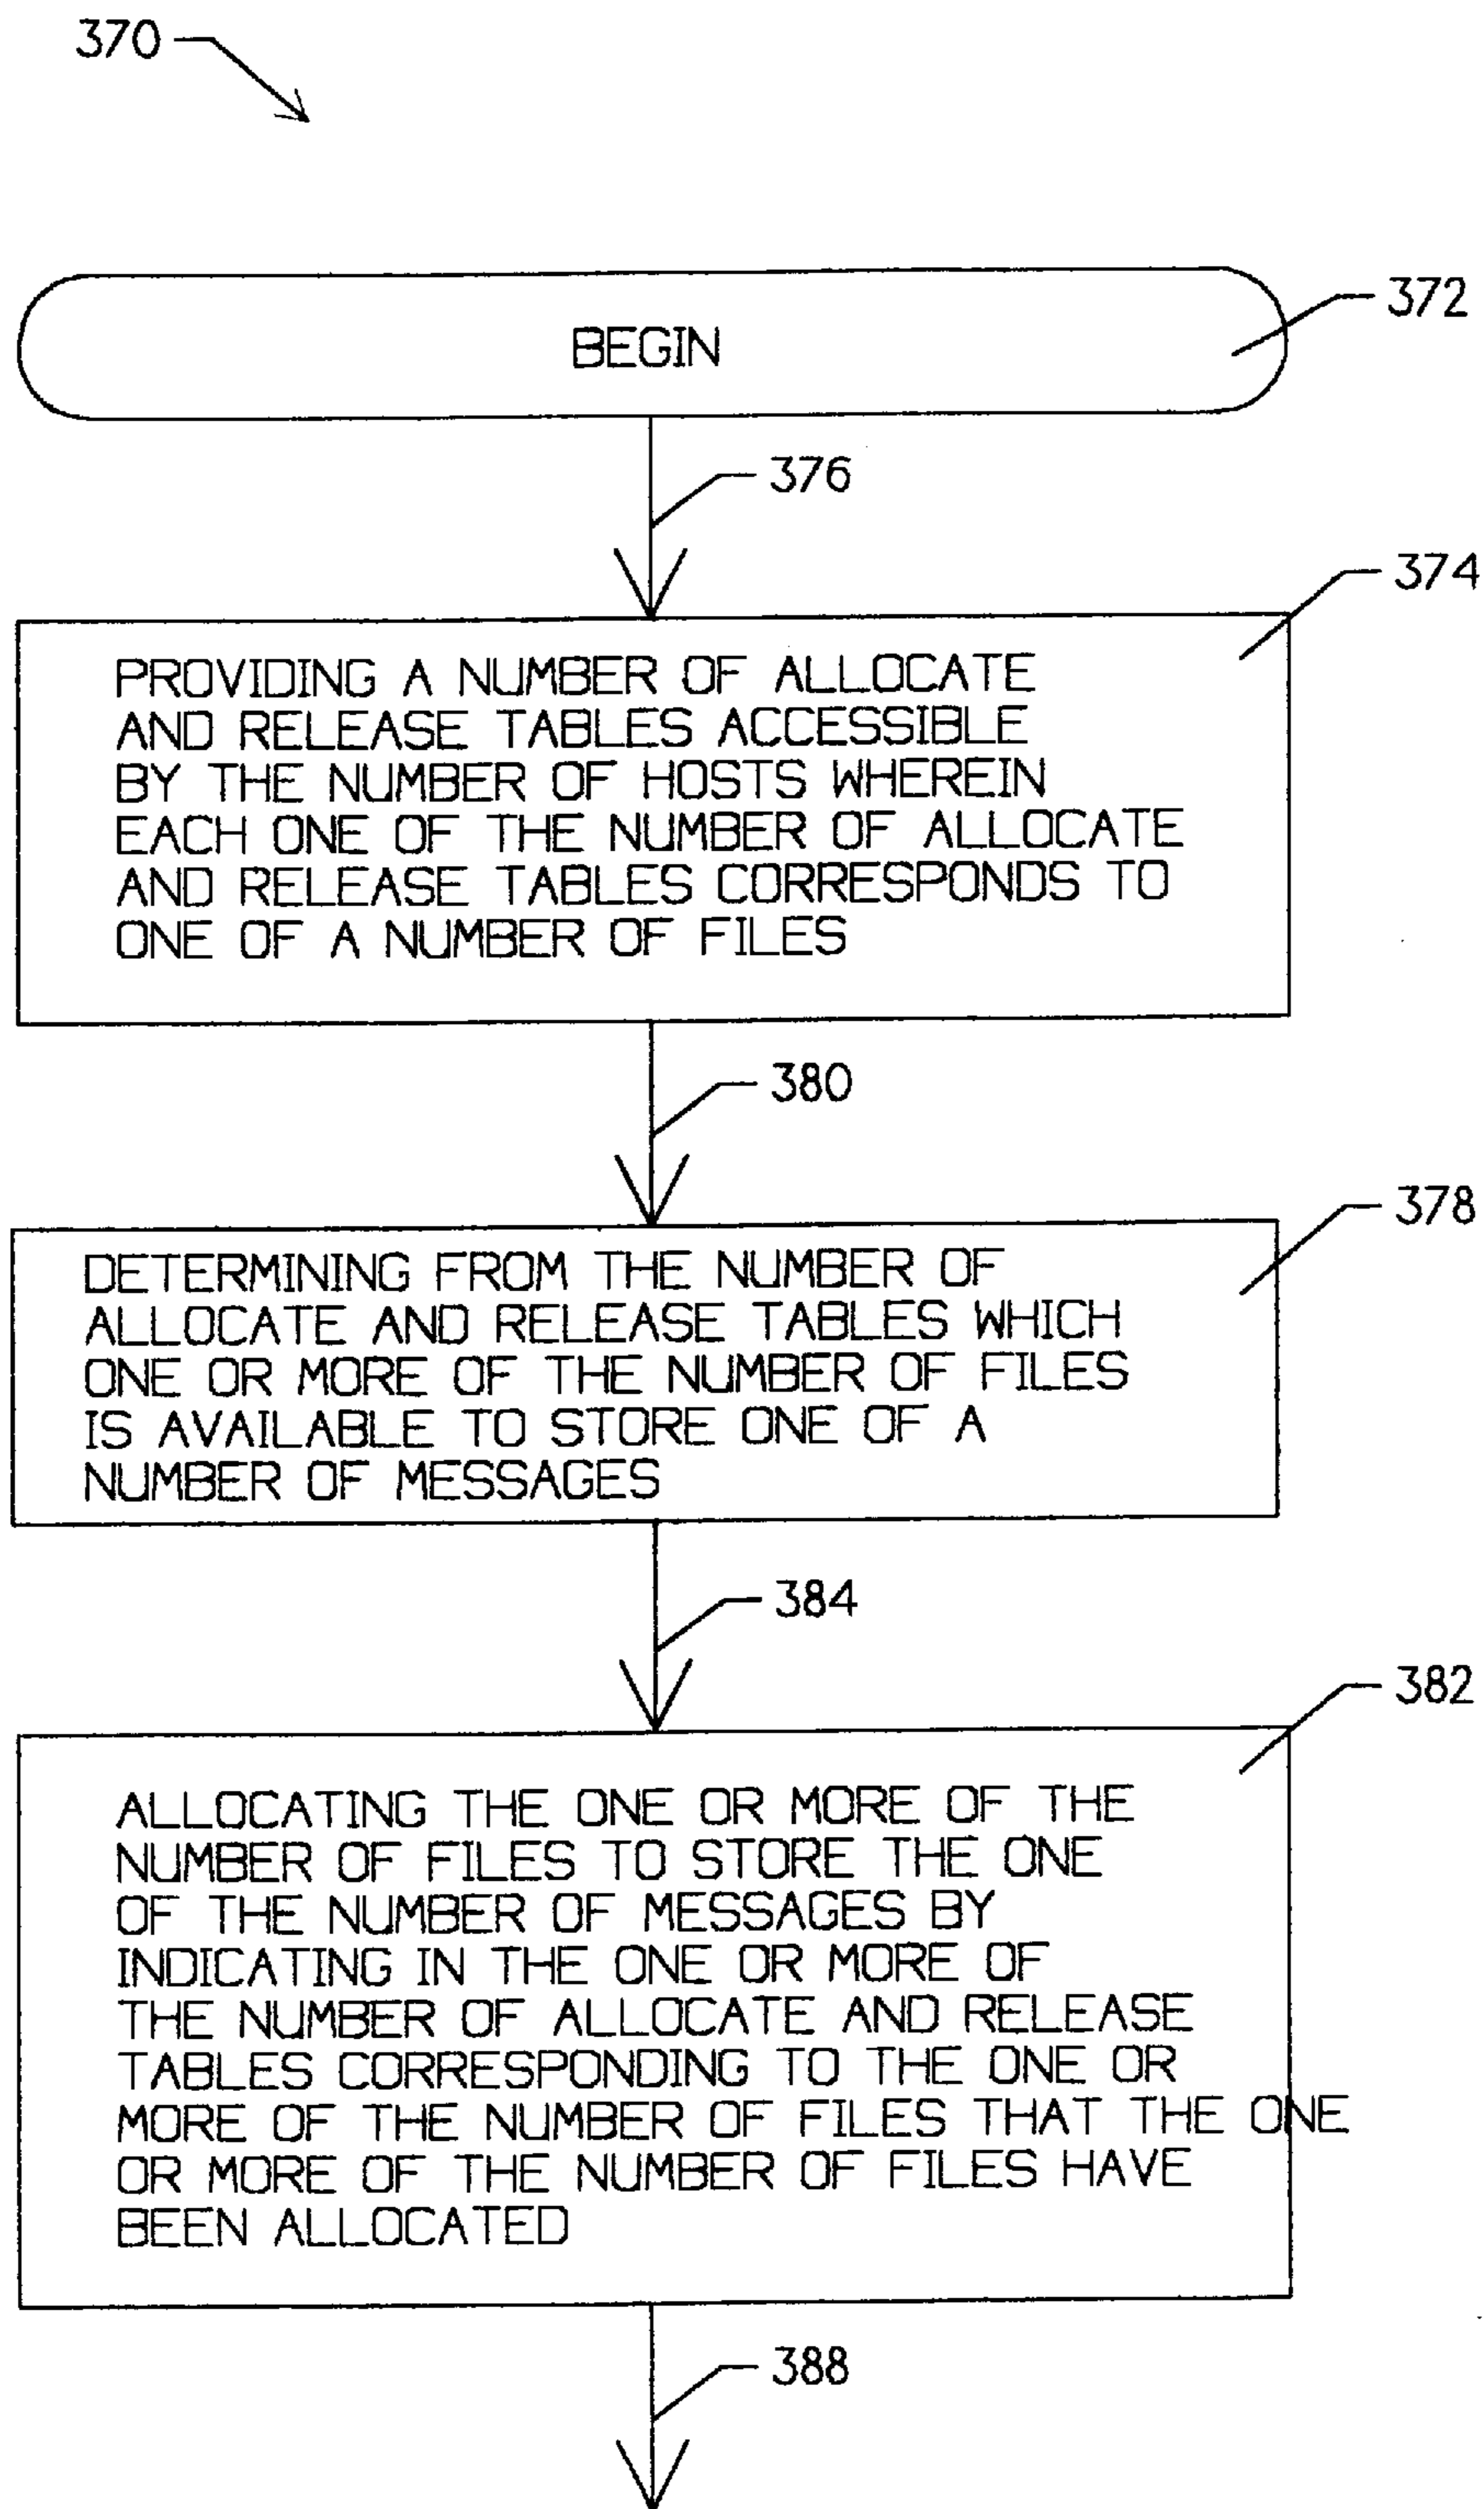 370
372
BEGIN
376
374
PROVIDING A NUMBER OF ALLOCATE
AND RELEASE TABLES ACCESSIBLE
BY THE NUMBER OF HOSTS WHEREIN
EACH ONE OF THE NUMBER OF ALLOCATE
AND RELEASE TABLES CORRESPONDS TO
ONE OF A NUMBER OF FILES
380
378
DETERMINING FROM THE NUMBER OF
ALLOCATE AND RELEASE TABLES WHICH
ONE OR MORE OF THE NUMBER OF FILES
IS AVAILABLE TO STORE ONE OF A
NUMBER OF MESSAGES
384
382
ALLOCATING THE ONE OR MORE OF THE
NUMBER OF FILES TO STORE THE ONE
OF THE NUMBER OF MESSAGES BY
INDICATING IN THE ONE OR MORE OF
THE NUMBER OF ALLOCATE AND RELEASE
TABLES CORRESPONDING TO THE ONE OR
MORE OF THE NUMBER OF FILES THAT THE ONE
OR MORE OF THE NUMBER OF FILES HAVE
BEEN ALLOCATED
388